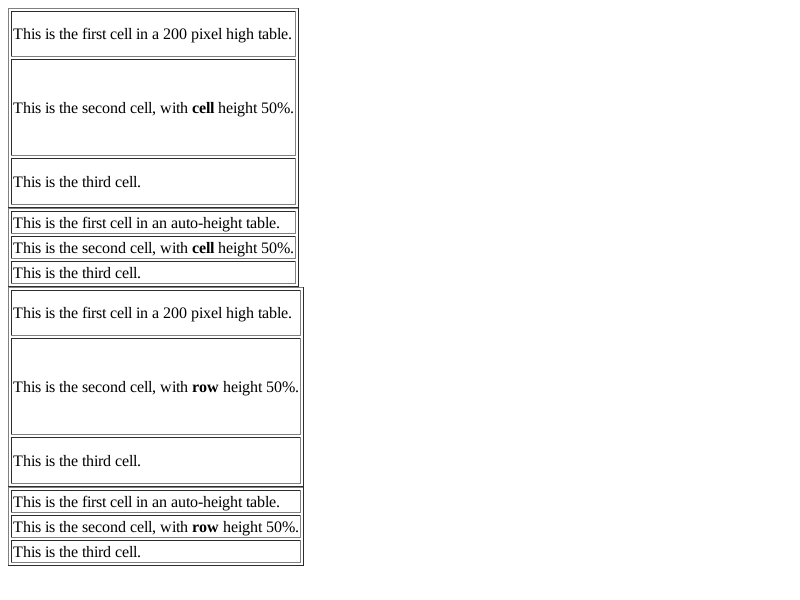 This is the first cell in a 200 pixel high table.
This is the second cell, with cell height 50%.
This is the third cell.
This is the first cell in an auto-height table.
This is the second cell, with cell height 50%.
This is the third cell.
This is the first cell in a 200 pixel high table.
This is the second cell, with row height 50%.
This is the third cell.
This is the first cell in an auto-height table.
This is the second cell, with row height 50%.
This is the third cell.